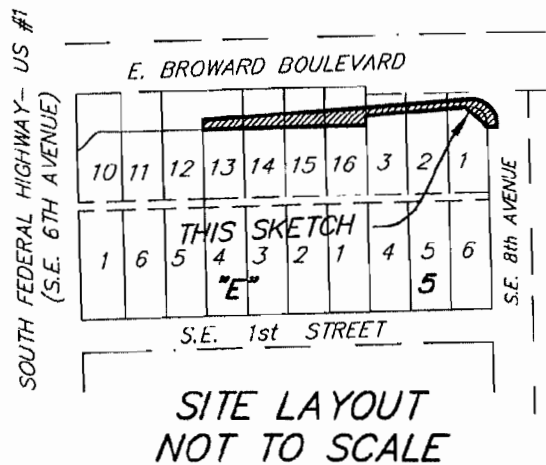 SOUTH FEDERAL HIGHWAY- US #1
(S.E. 6TH AVENUE)
E. BROWARD BOULEVARD
10 11 12 13 14 15 16 3 2 1
THIS SKETCH
1 6 5 4 3 2 1 4 5 6
"E" 5
S.E. 8th AVENUE
S.E. 1st STREET
SITE LAYOUT
NOT TO SCALE